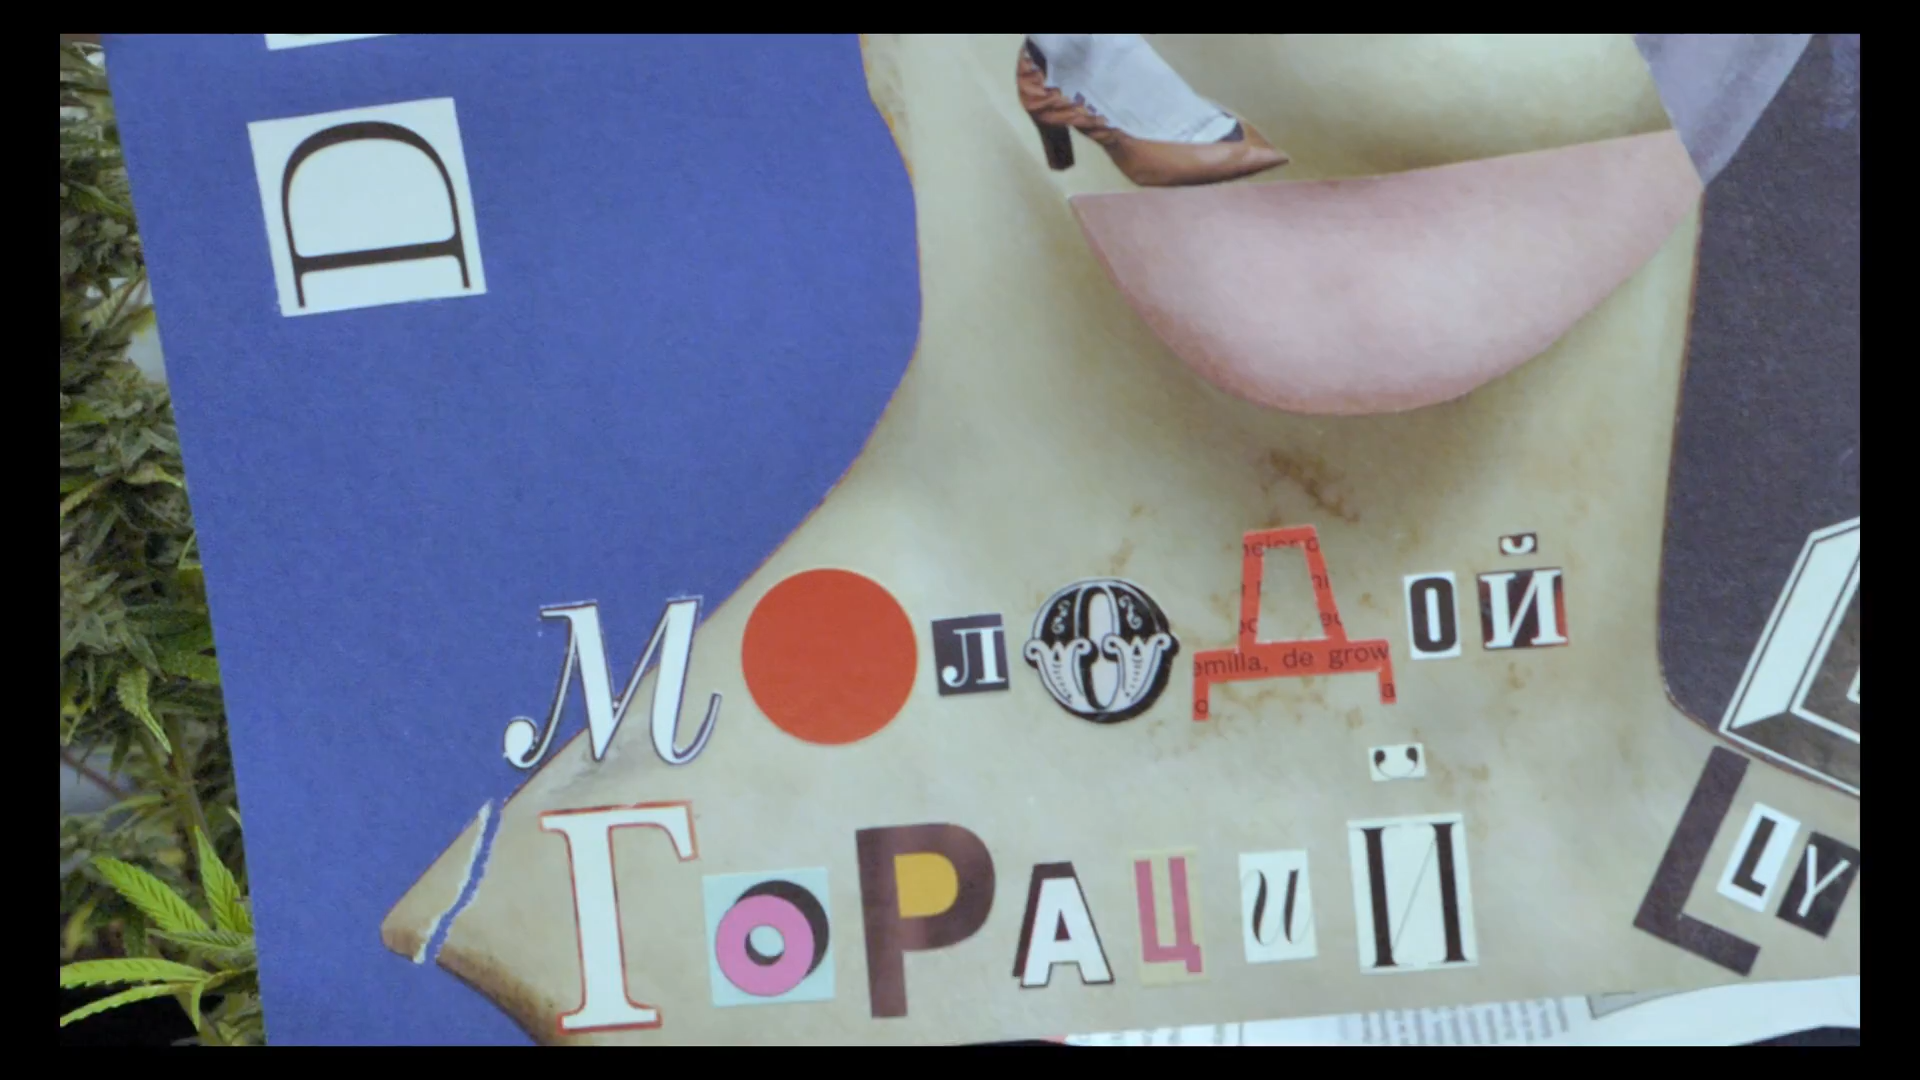 D
МОлОДой
ГоРАЦиЙ
L
LY
emilla, de grow
a